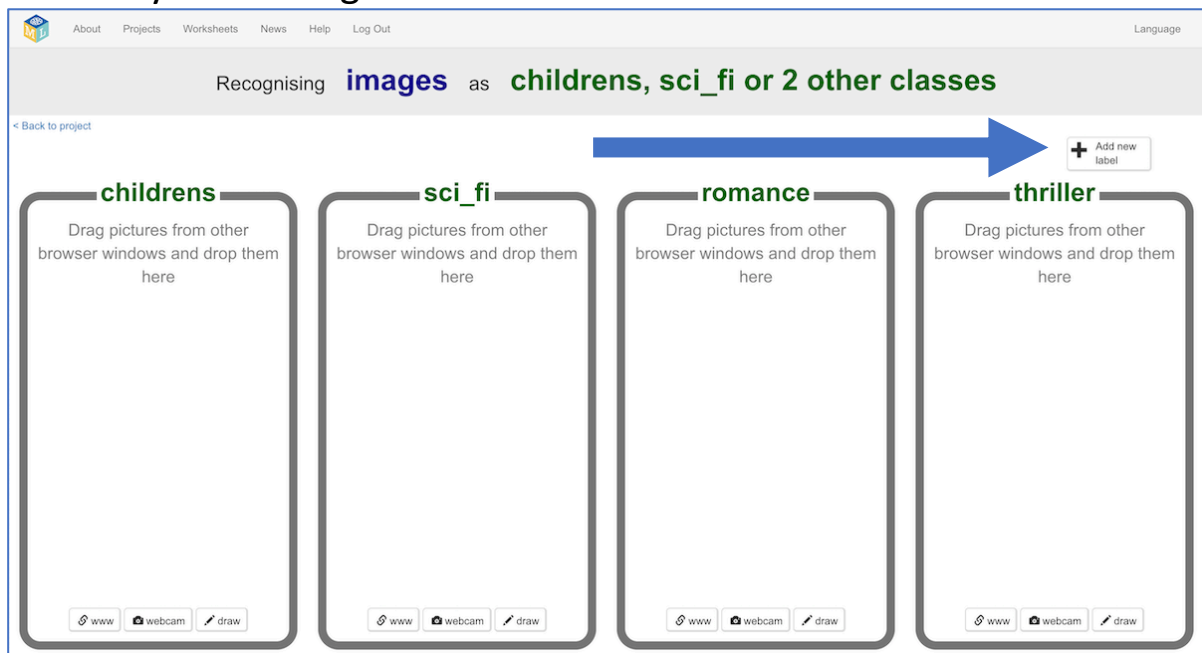 About Projects Worksheets News Help Log Out Language
Recognising images as childrens, sci_fi or 2 other classes
< Back to project
Add new
label
childrens
Drag pictures from other
browser windows and drop them
here
www webcam draw
sci_fi
Drag pictures from other
browser windows and drop them
here
www webcam draw
romance
Drag pictures from other
browser windows and drop them
here
www webcam draw
thriller
Drag pictures from other
browser windows and drop them
here
www webcam draw